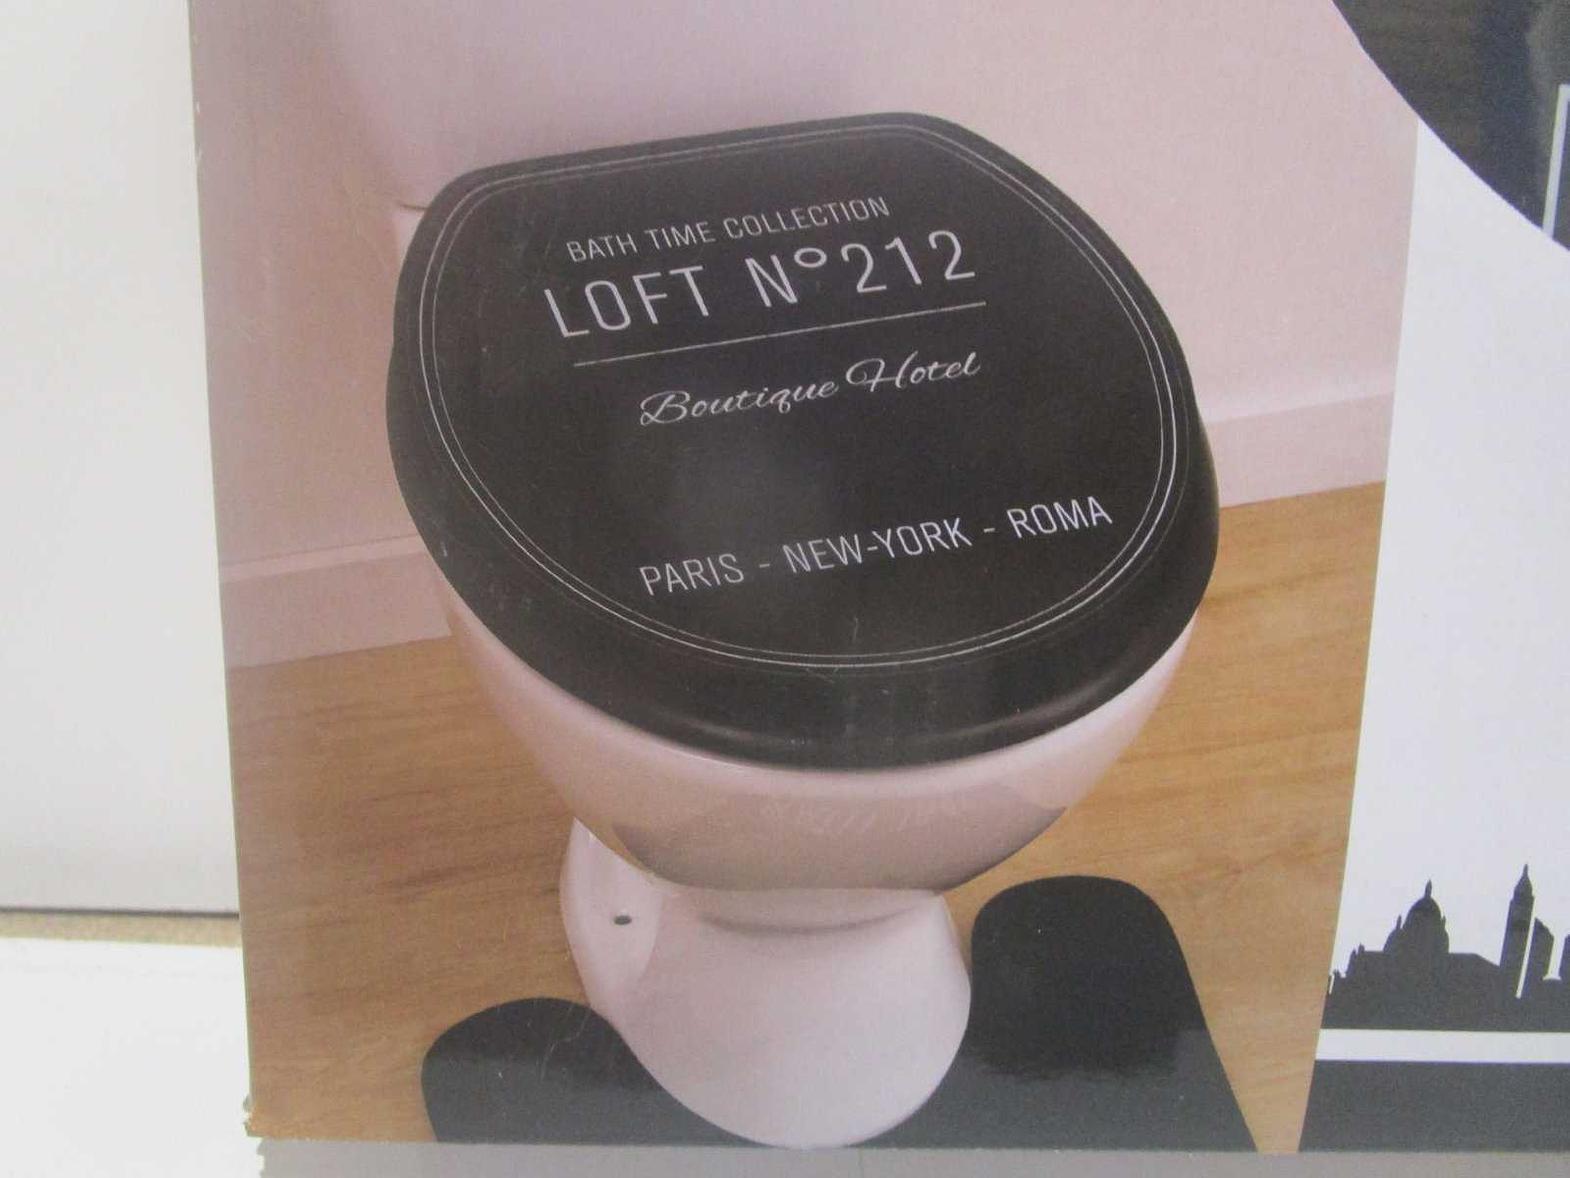 BATH TIME COLLECTION
LOFT N°212
Boutique Hotel
PARIS - NEW-YORK - ROMA